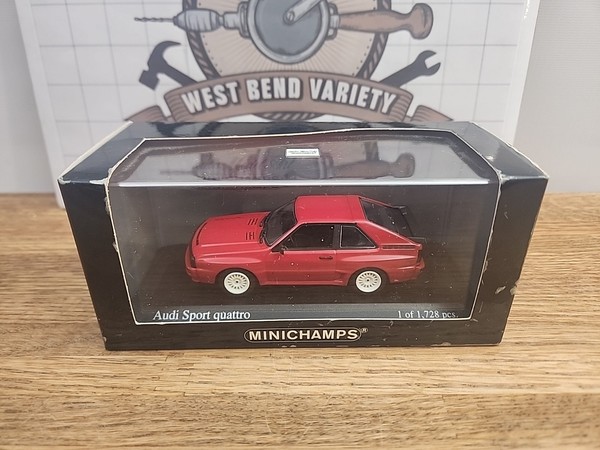 WEST BEND VARIETY
Audi Sport quattro
1 of 1,728 pcs.
MINICHAMPS®